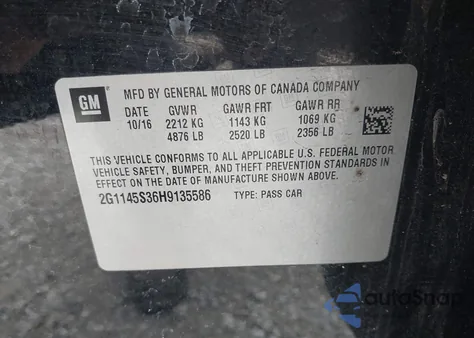 GM
MFD BY GENERAL MOTORS OF CANADA COMPANY
DATE GVWR GAWR FRT GAWR RR
10/16 2212 KG 1143 KG 1069 KG
4876 LB 2520 LB 2356 LB
THIS VEHICLE CONFORMS TO ALL APPLICABLE U.S. FEDERAL MOTOR
VEHICLE SAFETY, BUMPER, AND THEFT PREVENTION STANDARDS IN
EFFECT ON THE DATE OF MANUFACTURE SHOWN ABOVE.
2G1145S36H9135586 TYPE: PASS CAR
autoSnap